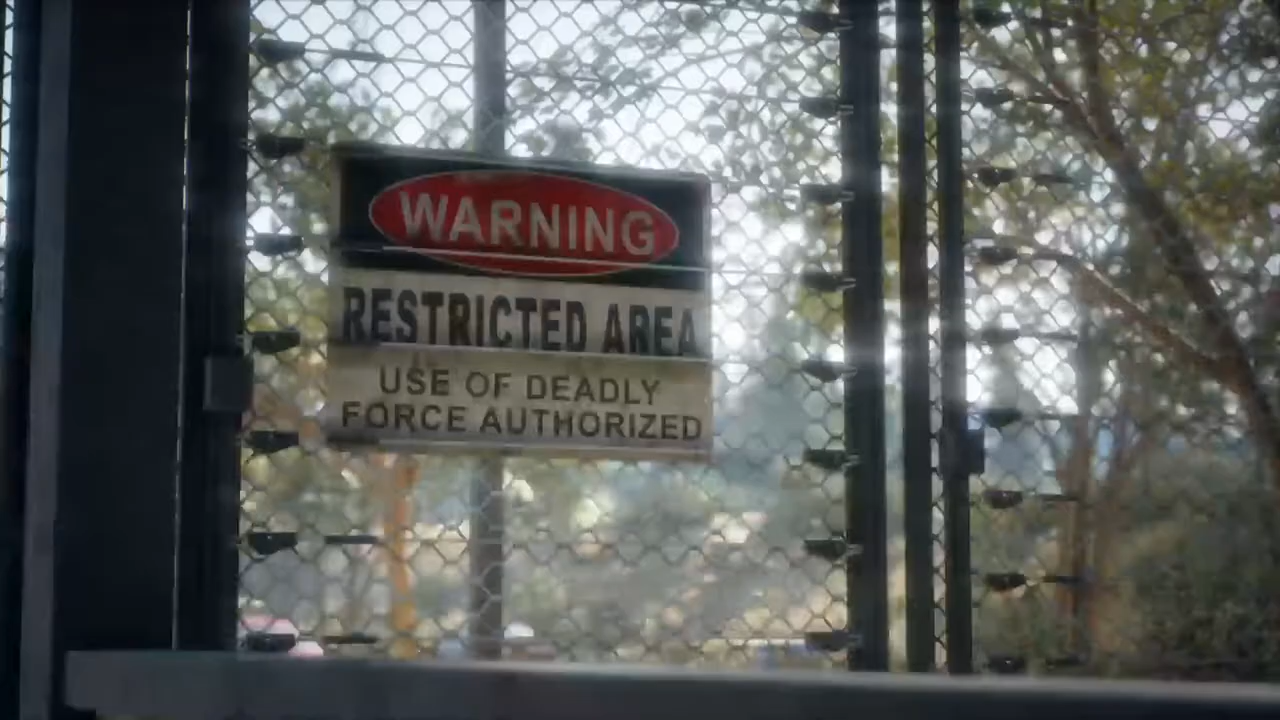 WARNING
RESTRICTED AREA
USE OF DEADLY
FORCE AUTHORIZED